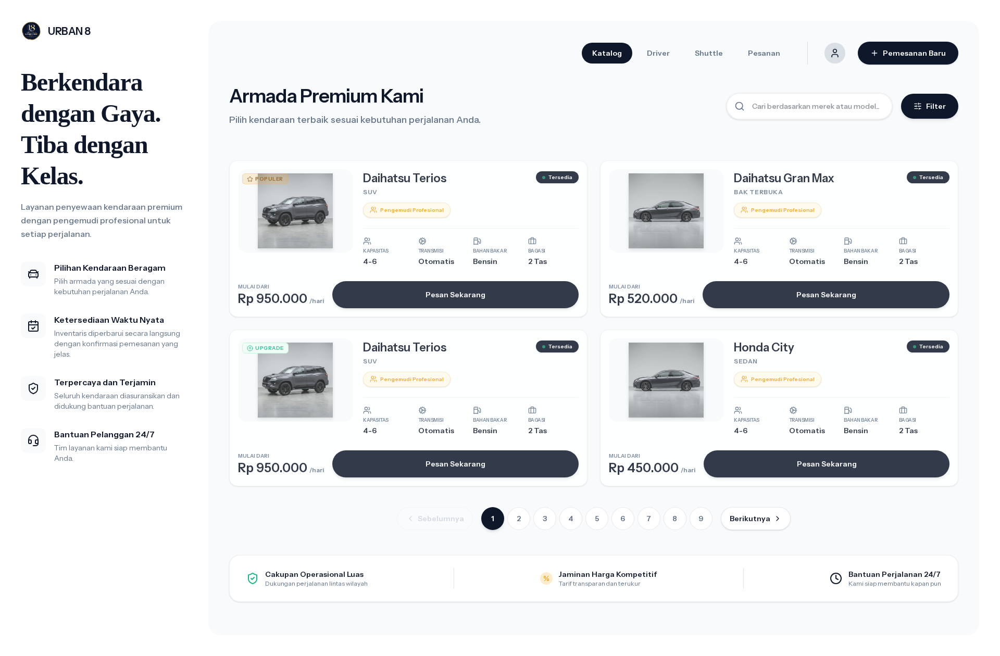 URBAN 8
Berkendara
dengan Gaya.
Tiba dengan
Kelas.
Layanan penyewaan kendaraan premium
dengan pengemudi profesional untuk
setiap perjalanan.
Pilihan Kendaraan Beragam
Pilih armada yang sesuai dengan
kebutuhan perjalanan Anda.
Ketersediaan Waktu Nyata
Inventaris diperbarui secara langsung
dengan konfirmasi pemesanan yang
jelas.
Terpercaya dan Terjamin
Seluruh kendaraan diasuransikan dan
didukung bantuan perjalanan.
Bantuan Pelanggan 24/7
Tim layanan kami siap membantu
Anda.
Katalog Driver Shuttle Pesanan Pemesanan Baru
Armada Premium Kami
Pilih kendaraan terbaik sesuai kebutuhan perjalanan Anda.
Cari berdasarkan merek atau model...
Filter
POPULER
Daihatsu Terios
Tersedia
SUV
Pengemudi Profesional
KAPASITAS TRANSMISI BAHAN BAKAR BAGASI
4-6 Otomatis Bensin 2 Tas
MULAI DARI
Rp 950.000 /hari
Pesan Sekarang
Daihatsu Gran Max
Tersedia
BAK TERBUKA
Pengemudi Profesional
KAPASITAS TRANSMISI BAHAN BAKAR BAGASI
4-6 Otomatis Bensin 2 Tas
MULAI DARI
Rp 520.000 /hari
Pesan Sekarang
UPGRADE
Daihatsu Terios
Tersedia
SUV
Pengemudi Profesional
KAPASITAS TRANSMISI BAHAN BAKAR BAGASI
4-6 Otomatis Bensin 2 Tas
MULAI DARI
Rp 950.000 /hari
Pesan Sekarang
Honda City
Tersedia
SEDAN
Pengemudi Profesional
KAPASITAS TRANSMISI BAHAN BAKAR BAGASI
4-6 Otomatis Bensin 2 Tas
MULAI DARI
Rp 450.000 /hari
Pesan Sekarang
Sebelumnya 1 2 3 4 5 6 7 8 9 Berikutnya
Cakupan Operasional Luas
Dukungan perjalanan lintas wilayah
%
Jaminan Harga Kompetitif
Tarif transparan dan terukur
Bantuan Perjalanan 24/7
Kami siap membantu kapan pun